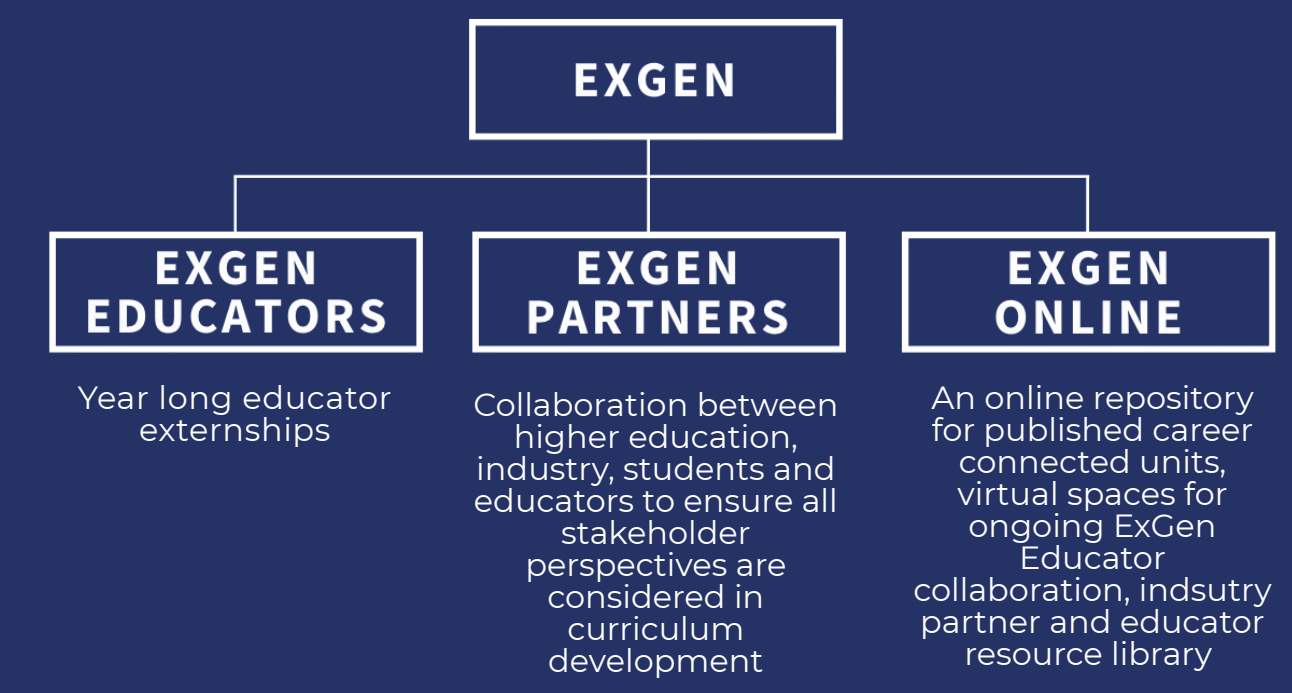 EXGEN
EXGEN
EDUCATORS
Year long educator
externships
EXGEN
PARTNERS
Collaboration between
higher education,
industry, students and
educators to ensure all
stakeholder
perspectives are
considered in
curriculum
development
EXGEN
ONLINE
An online repository
for published career
connected units,
virtual spaces for
ongoing ExGen
Educator
collaboration, indsutry
partner and educator
resource library